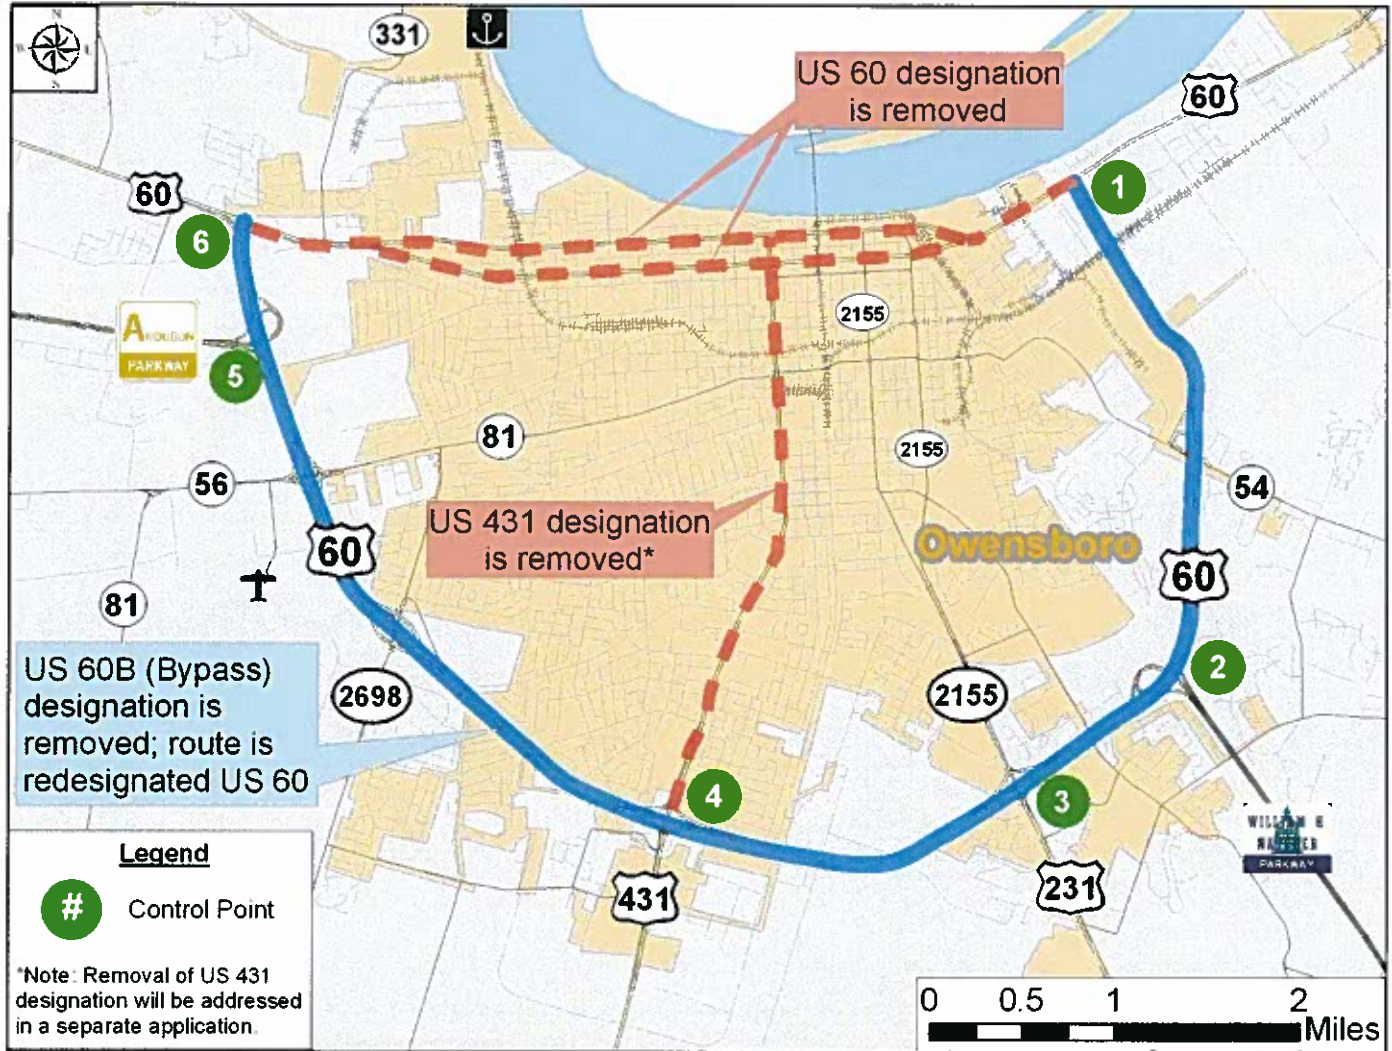 331
US 60 designation
is removed
60
1
60
6
AUDUBON
PARKWAY
5
2155
81
2155
56
54
US 431 designation
is removed*
Owensboro
60
60
81
US 60B (Bypass)
designation is
removed; route is
redesignated US 60
2698
2155
2
4
3
WILLIAM H
NATCHER
PARKWAY
431
231
Legend
# Control Point
*Note: Removal of US 431
designation will be addressed
in a separate application.
0 0.5 1 2
Miles